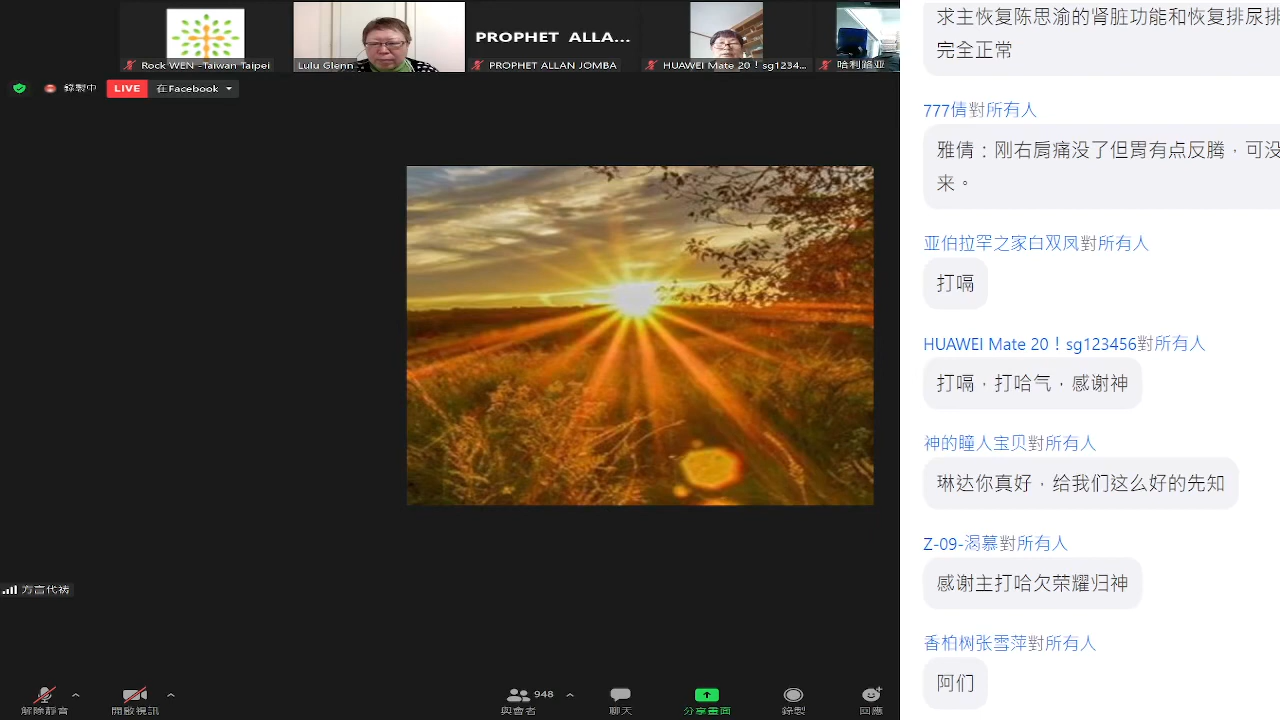 Rock WEN -Taiwan Taipei
Lulu Glenn
PROPHET ALLA...
PROPHET ALLAN JOMBA
HUAWEI Mate 20！sg1234...
哈利路亚
錄製中
LIVE
在Facebook
方言代祷
解除靜音
開啟視訊
948
與會者
聊天
分享畫面
錄製
回應
求主恢复陈思渝的肾脏功能和恢复排尿排
完全正常
777倩對所有人
雅倩：刚右肩痛没了但胃有点反腾，可没
来。
亚伯拉罕之家白双凤對所有人
打嗝
HUAWEI Mate 20！sg123456對所有人
打嗝，打哈气，感谢神
神的瞳人宝贝對所有人
琳达你真好，给我们这么好的先知
Z-09-渴慕對所有人
感谢主打哈欠荣耀归神
香柏树张雪萍對所有人
阿们